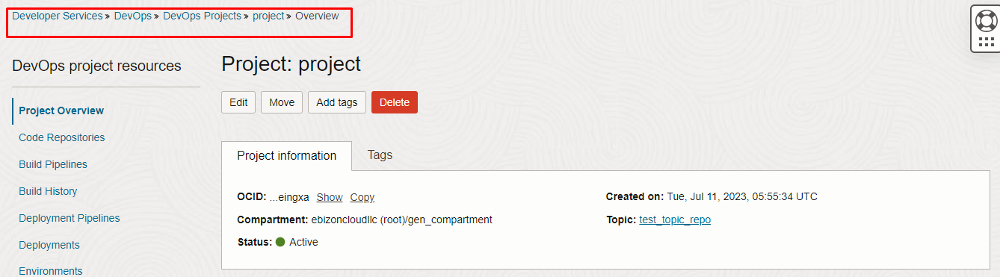 Developer Services » DevOps » DevOps Projects » project » Overview
DevOps project resources
Project Overview
Code Repositories
Build Pipelines
Build History
Deployment Pipelines
Deployments
Environments
Project: project
Edit Move Add tags Delete
Project information Tags
OCID: ...eingxa Show Copy
Compartment: ebizoncloudllc (root)/gen_compartment
Status: Active
Created on: Tue, Jul 11, 2023, 05:55:34 UTC
Topic: test_topic_repo